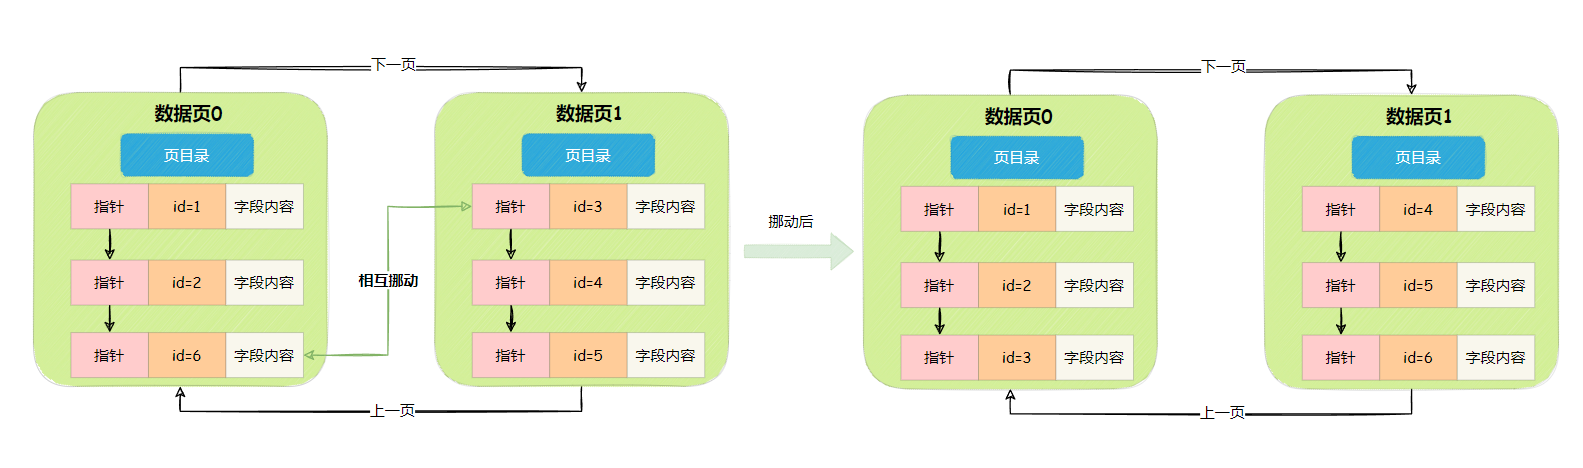 下一页
数据页0
页目录
指针 id=1 字段内容
指针 id=2 字段内容
指针 id=6 字段内容
相互挪动
数据页1
页目录
指针 id=3 字段内容
指针 id=4 字段内容
指针 id=5 字段内容
上一页
挪动后
下一页
数据页0
页目录
指针 id=1 字段内容
指针 id=2 字段内容
指针 id=3 字段内容
数据页1
页目录
指针 id=4 字段内容
指针 id=5 字段内容
指针 id=6 字段内容
上一页